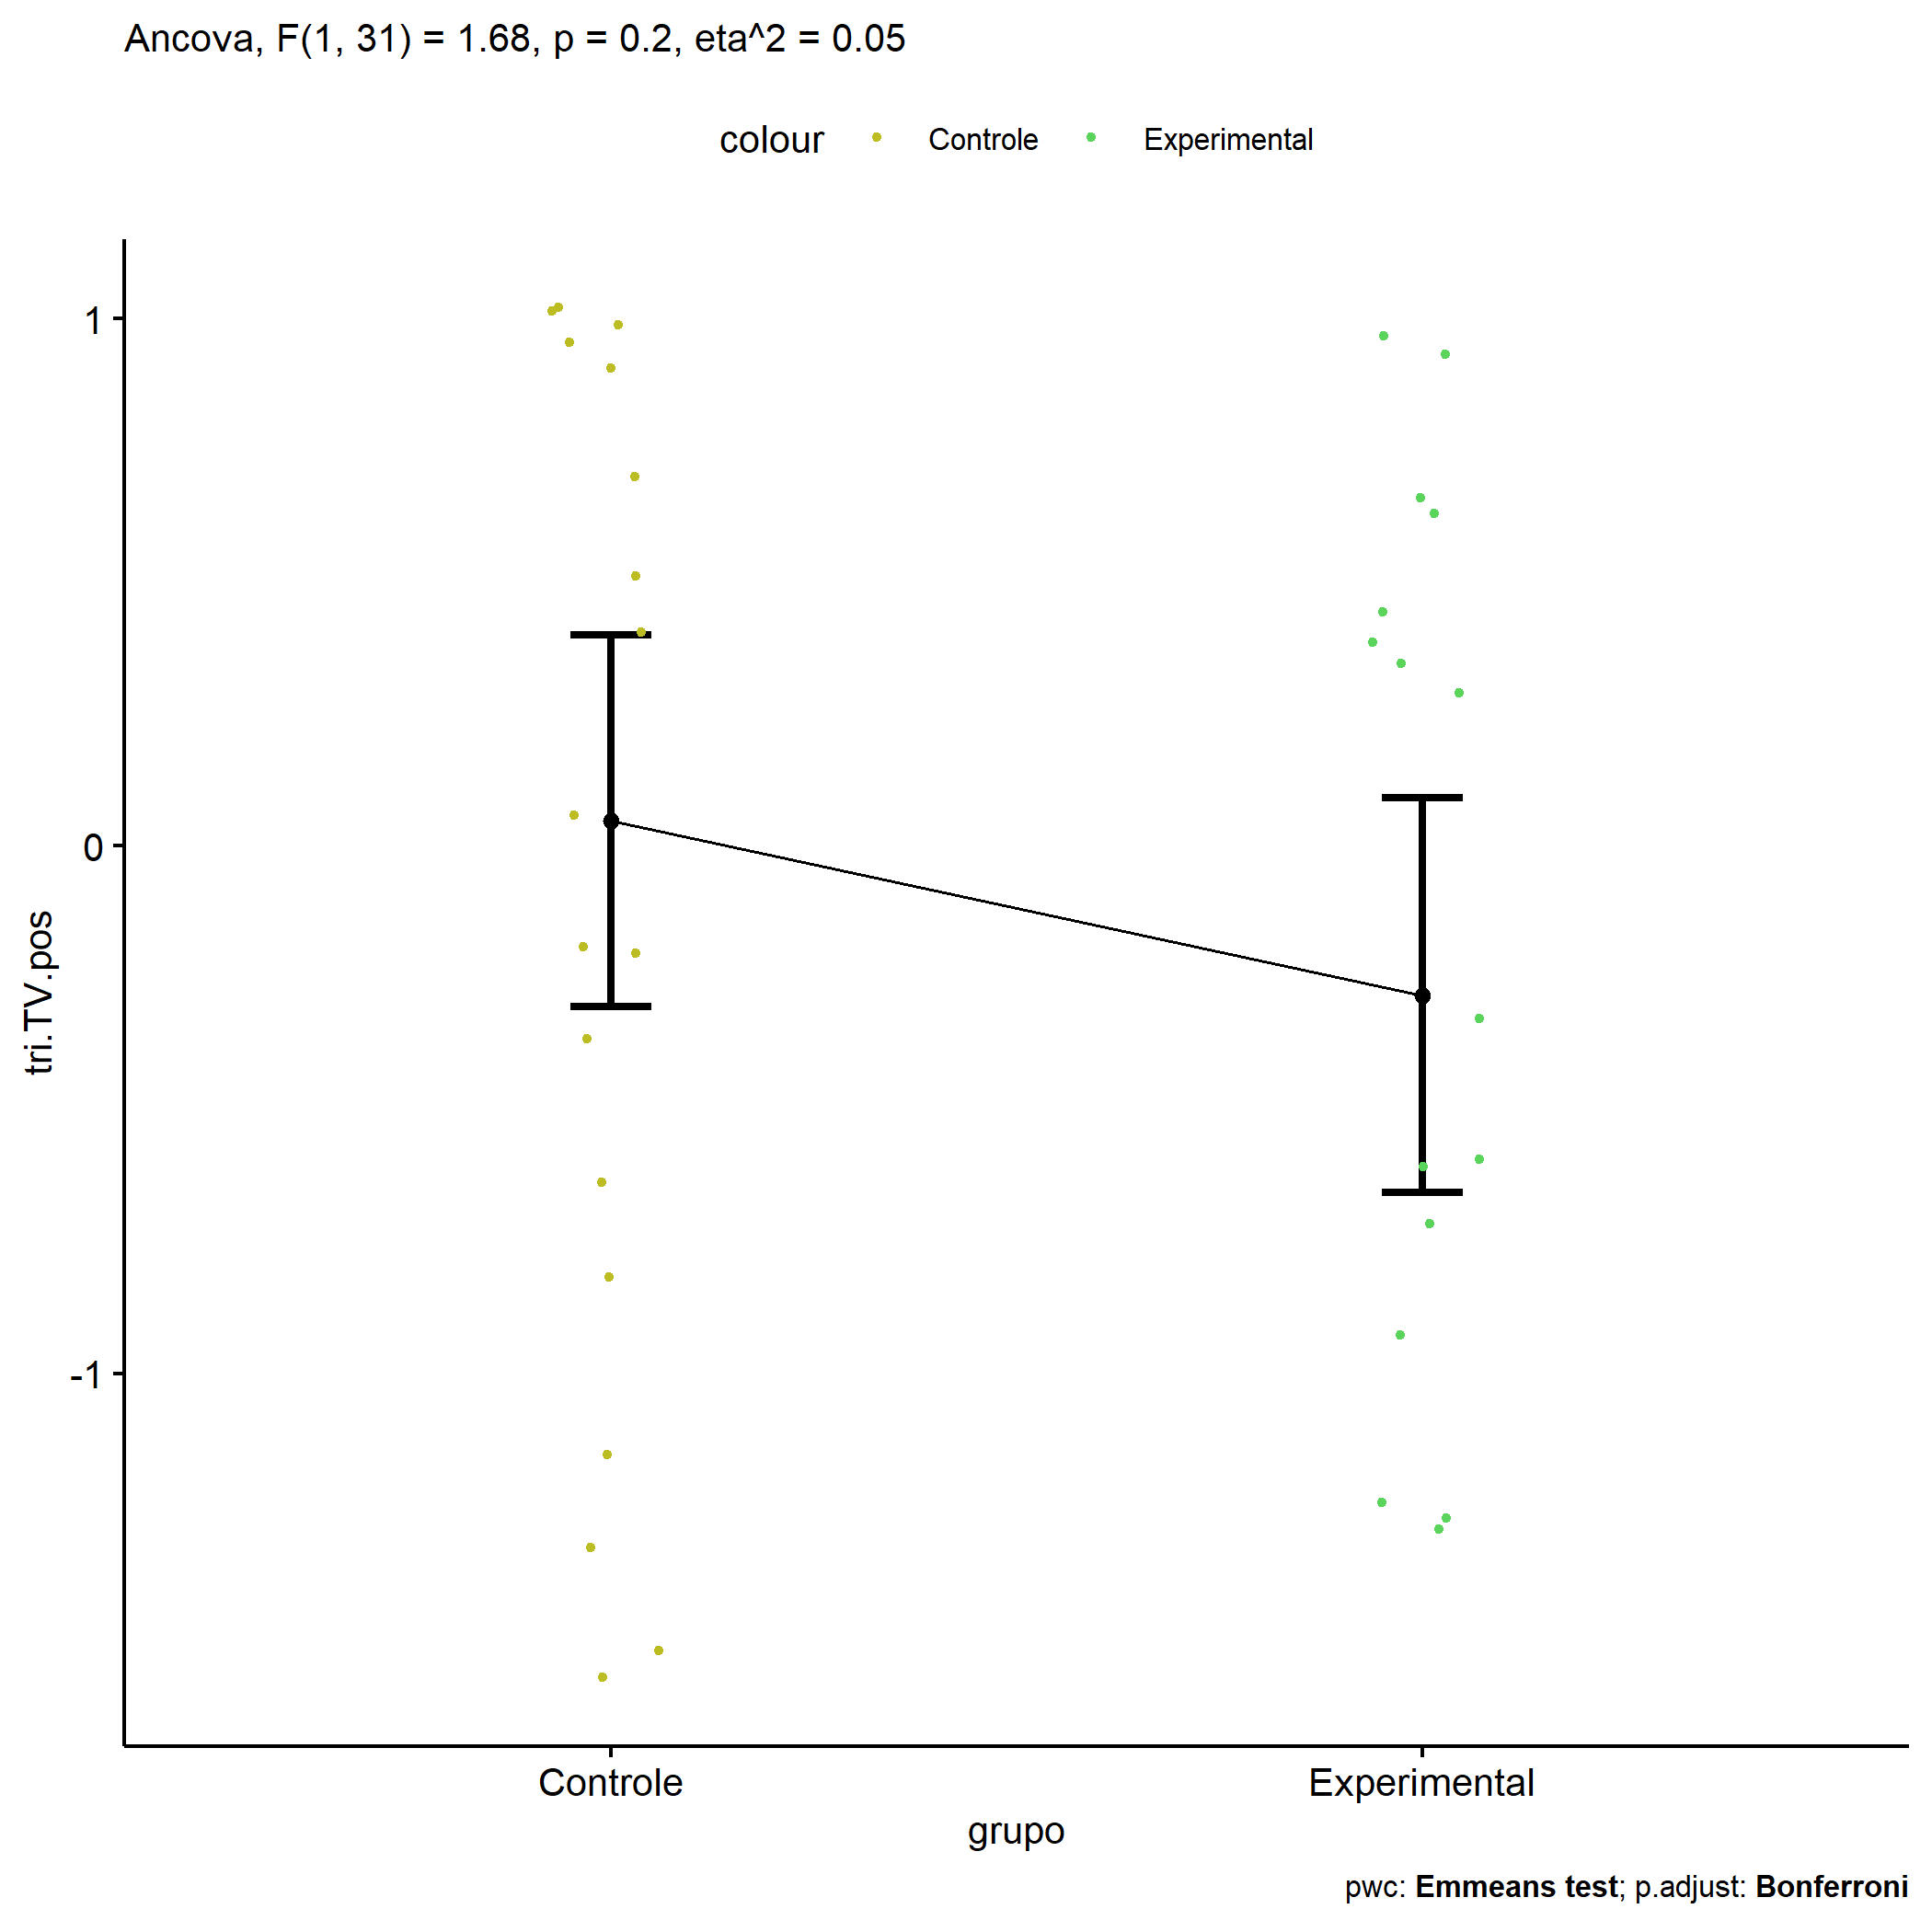 Ancova, F(1, 31) = 1.68, p = 0.2, eta^2 = 0.05
colour Controle Experimental
1
0
-1
tri.TV.pos
Controle Experimental
grupo
pwc: Emmeans test; p.adjust: Bonferroni